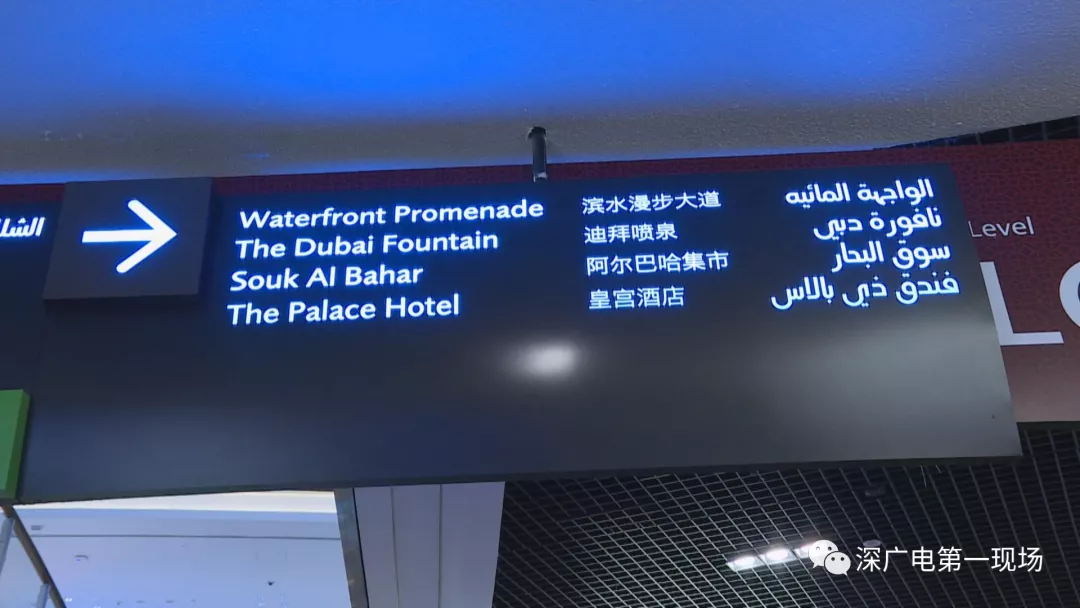 Waterfront Promenade
The Dubai Fountain
Souk Al Bahar
The Palace Hotel
滨水漫步大道
迪拜喷泉
阿尔巴哈集市
皇宫酒店
الواجهة المائيه
نافورة دبي
سوق البحار
فندق ذي بالاس
Level
深广电第一现场